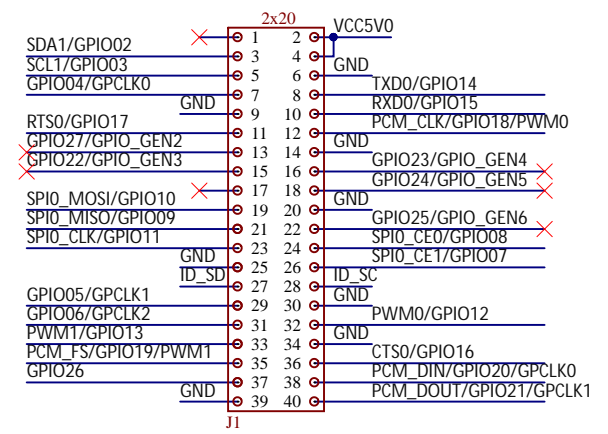 2x20
1 2 VCC5V0
SDA1/GPIO02 3 4
SCL1/GPIO03 5 6 GND
GPIO04/GPCLK0 7 8 TXD0/GPIO14
GND 9 10 RXD0/GPIO15
RTS0/GPIO17 11 12 PCM_CLK/GPIO18/PWM0
GPIO27/GPIO_GEN2 13 14 GND
GPIO22/GPIO_GEN3 15 16 GPIO23/GPIO_GEN4
17 18 GPIO24/GPIO_GEN5
SPI0_MOSI/GPIO10 19 20 GND
SPI0_MISO/GPIO09 21 22 GPIO25/GPIO_GEN6
SPI0_CLK/GPIO11 23 24 SPI0_CE0/GPIO08
GND 25 26 SPI0_CE1/GPIO07
ID_SD 27 28 ID_SC
GPIO05/GPCLK1 29 30 GND
GPIO06/GPCLK2 31 32 PWM0/GPIO12
PWM1/GPIO13 33 34 GND
PCM_FS/GPIO19/PWM1 35 36 CTS0/GPIO16
GPIO26 37 38 PCM_DIN/GPIO20/GPCLK0
GND 39 40 PCM_DOUT/GPIO21/GPCLK1
J1